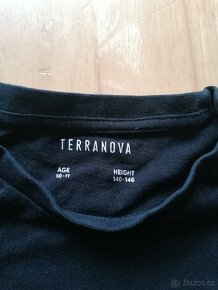 TERRANOVA
AGE HEIGHT
10-11 140-146
Bazos.cz